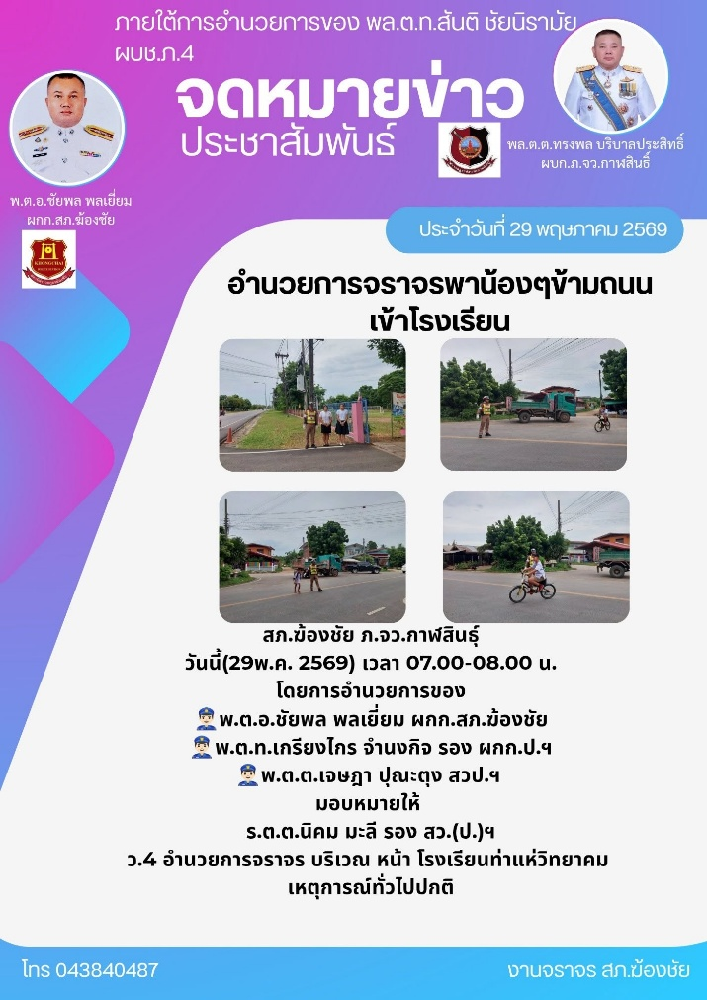 ภายใต้การอำนวยการของ พล.ต.ท.สันติ ชัยนิรามัย
ผบช.ภ.4
จดหมายข่าว
ประชาสัมพันธ์
พล.ต.ต.ทรงพล บริบาลประสิทธิ์
ผบก.ภ.จว.กาฬสินธุ์
พ.ต.อ.ชัยพล พลเยี่ยม
ผกก.สภ.ฆ้องชัย
KHONGCHAI
ประจำวันที่ 29 พฤษภาคม 2569
อำนวยการจราจรพาน้องๆข้ามถนน
เข้าโรงเรียน
สภ.ฆ้องชัย ภ.จว.กาฬสินธุ์
วันนี้(29พ.ค. 2569) เวลา 07.00-08.00 น.
โดยการอำนวยการของ
👮🏻‍♂️พ.ต.อ.ชัยพล พลเยี่ยม ผกก.สภ.ฆ้องชัย
👮🏻‍♂️พ.ต.ท.เกรียงไกร จำนงกิจ รอง ผกก.ป.ฯ
👮🏻‍♂️พ.ต.ต.เจษฎา ปุณะตุง สวป.ฯ
มอบหมายให้
ร.ต.ต.นิคม มะลี รอง สว.(ป.)ฯ
ว.4 อำนวยการจราจร บริเวณ หน้า โรงเรียนท่าแห่วิทยาคม
เหตุการณ์ทั่วไปปกติ
โทร 043840487
งานจราจร สภ.ฆ้องชัย